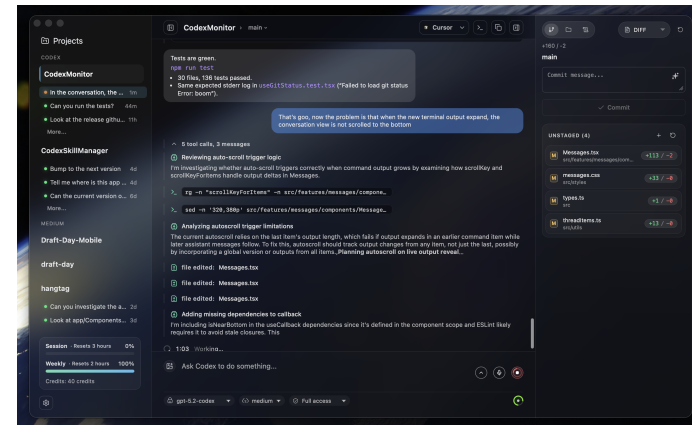 Projects
CODEX
CodexMonitor
In the conversation, the ... 1m
Can you run the tests? 44m
Look at the release githu... 11h
More...
CodexSkillManager
Bump to the next version 4d
Tell me where is this app ... 4d
Can the current version e... 6d
More...
MEDIUM
Draft-Day-Mobile
draft-day
hangtag
Can you investigate the a... 2d
Look at app/Components... 3d
Session · Resets 3 hours 0%
Weekly · Resets 2 hours 100%
Credits: 40 credits
CodexMonitor main
Cursor
Tests are green.
npm run test
• 30 files, 136 tests passed.
• Same expected stderr log in useGitStatus.test.tsx ("Failed to load git status
Error: boom").
That's goo, now the problem is that when the new terminal output expand, the
conversation view is not scrolled to the bottom
5 tool calls, 3 messages
Reviewing auto-scroll trigger logic
I'm investigating whether auto-scroll triggers correctly when command output grows by examining how scrollKey and
scrollKeyForItems handle output deltas in Messages.
rg -n "scrollKeyForItems" -n src/features/messages/compone…
sed -n '320,380p' src/features/messages/components/Message…
Analyzing autoscroll trigger limitations
The current autoscroll relies on the last item's output length, which fails if output expands in an earlier command item while
later assistant messages follow. To fix this, autoscroll should track output changes from any item, not just the last, possibly
by incorporating a global version or outputs from all items.,Planning autoscroll on live output reveal…
file edited: Messages.tsx
file edited: Messages.tsx
file edited: Messages.tsx
Adding missing dependencies to callback
I'm including isNearBottom in the useCallback dependencies since it's defined in the component scope and ESLint likely
requires it to avoid stale closures. This
1:03 Working…
Ask Codex to do something...
gpt-5.2-codex medium Full access
DIFF
+160 / -2
main
Commit message...
Commit
UNSTAGED (4)
M Messages.tsx +113 / -2
src/features/messages/com...
M messages.css +33 / -0
src/styles
M types.ts +1 / -0
src
M threadItems.ts +13 / -0
src/utils